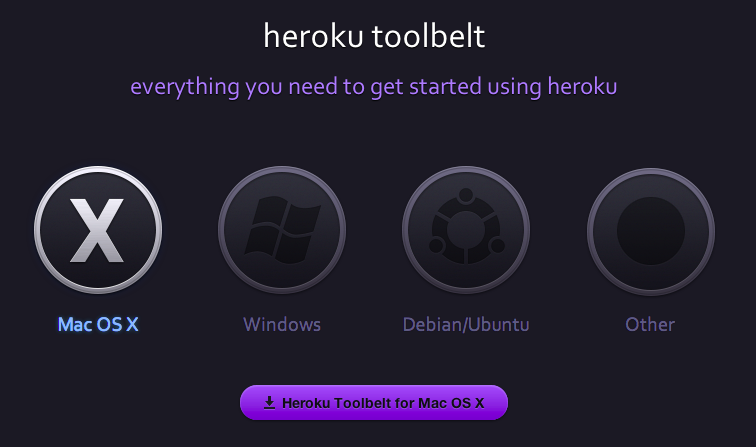 heroku toolbelt
everything you need to get started using heroku
X
Mac OS X
Windows
Debian/Ubuntu
Other
Heroku Toolbelt for Mac OS X